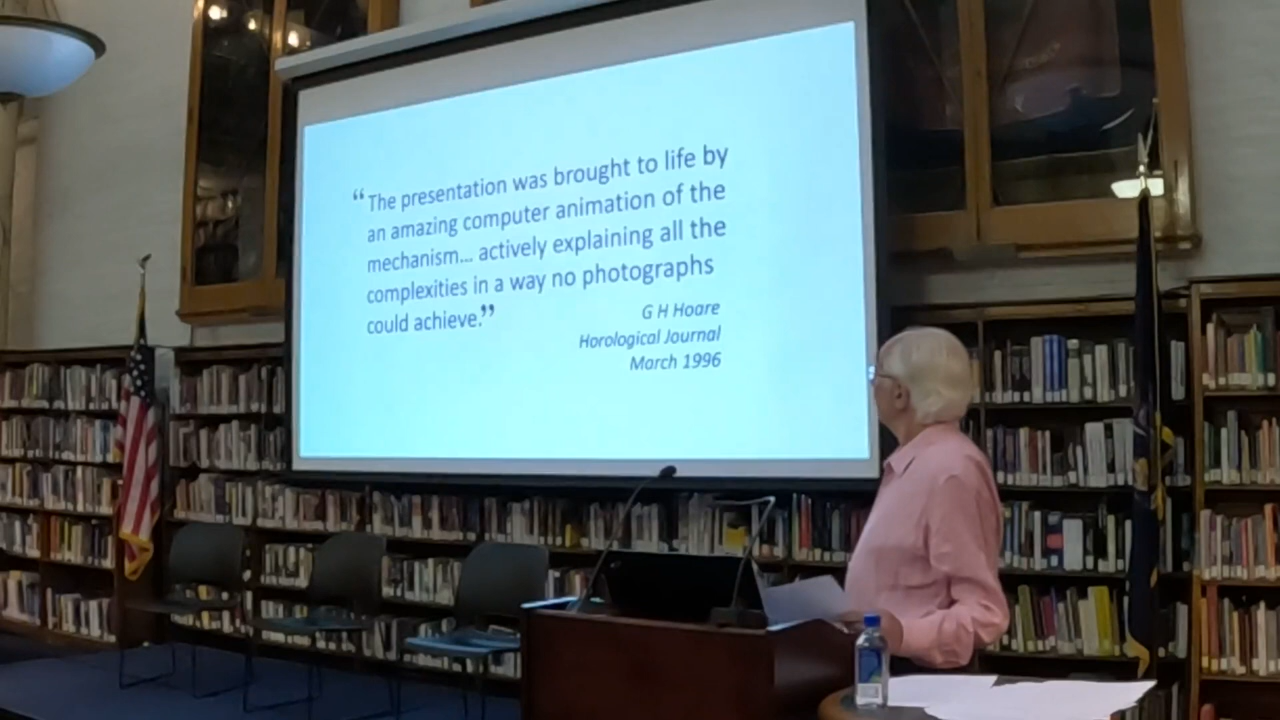 “The presentation was brought to life by
an amazing computer animation of the
mechanism... actively explaining all the
complexities in a way no photographs
could achieve.”
G H Hoare
Horological Journal
March 1996